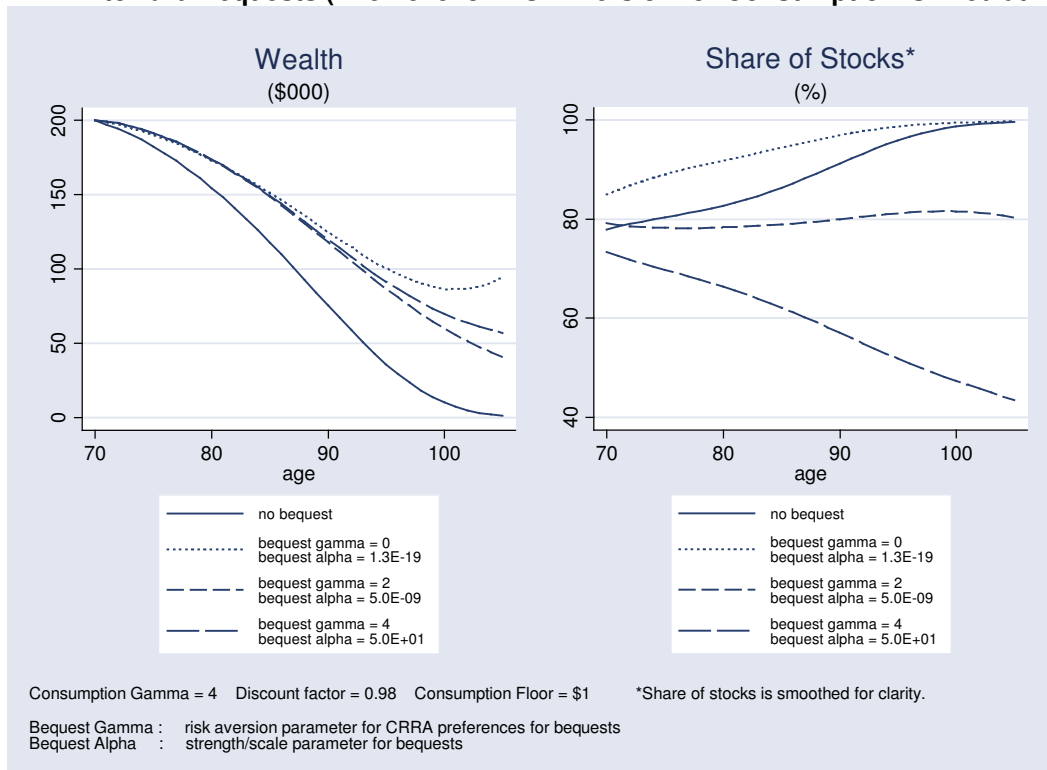 Wealth
($000)
200
150
100
50
0
70
80
90
100
age
no bequest
bequest gamma = 0
bequest alpha = 1.3E-19
bequest gamma = 2
bequest alpha = 5.0E-09
bequest gamma = 4
bequest alpha = 5.0E+01
Share of Stocks*
(%)
100
80
60
40
70
80
90
100
age
no bequest
bequest gamma = 0
bequest alpha = 1.3E-19
bequest gamma = 2
bequest alpha = 5.0E-09
bequest gamma = 4
bequest alpha = 5.0E+01
Consumption Gamma = 4 Discount factor = 0.98 Consumption Floor = $1 *Share of stocks is smoothed for clarity.
Bequest Gamma : risk aversion parameter for CRRA preferences for bequests
Bequest Alpha : strength/scale parameter for bequests